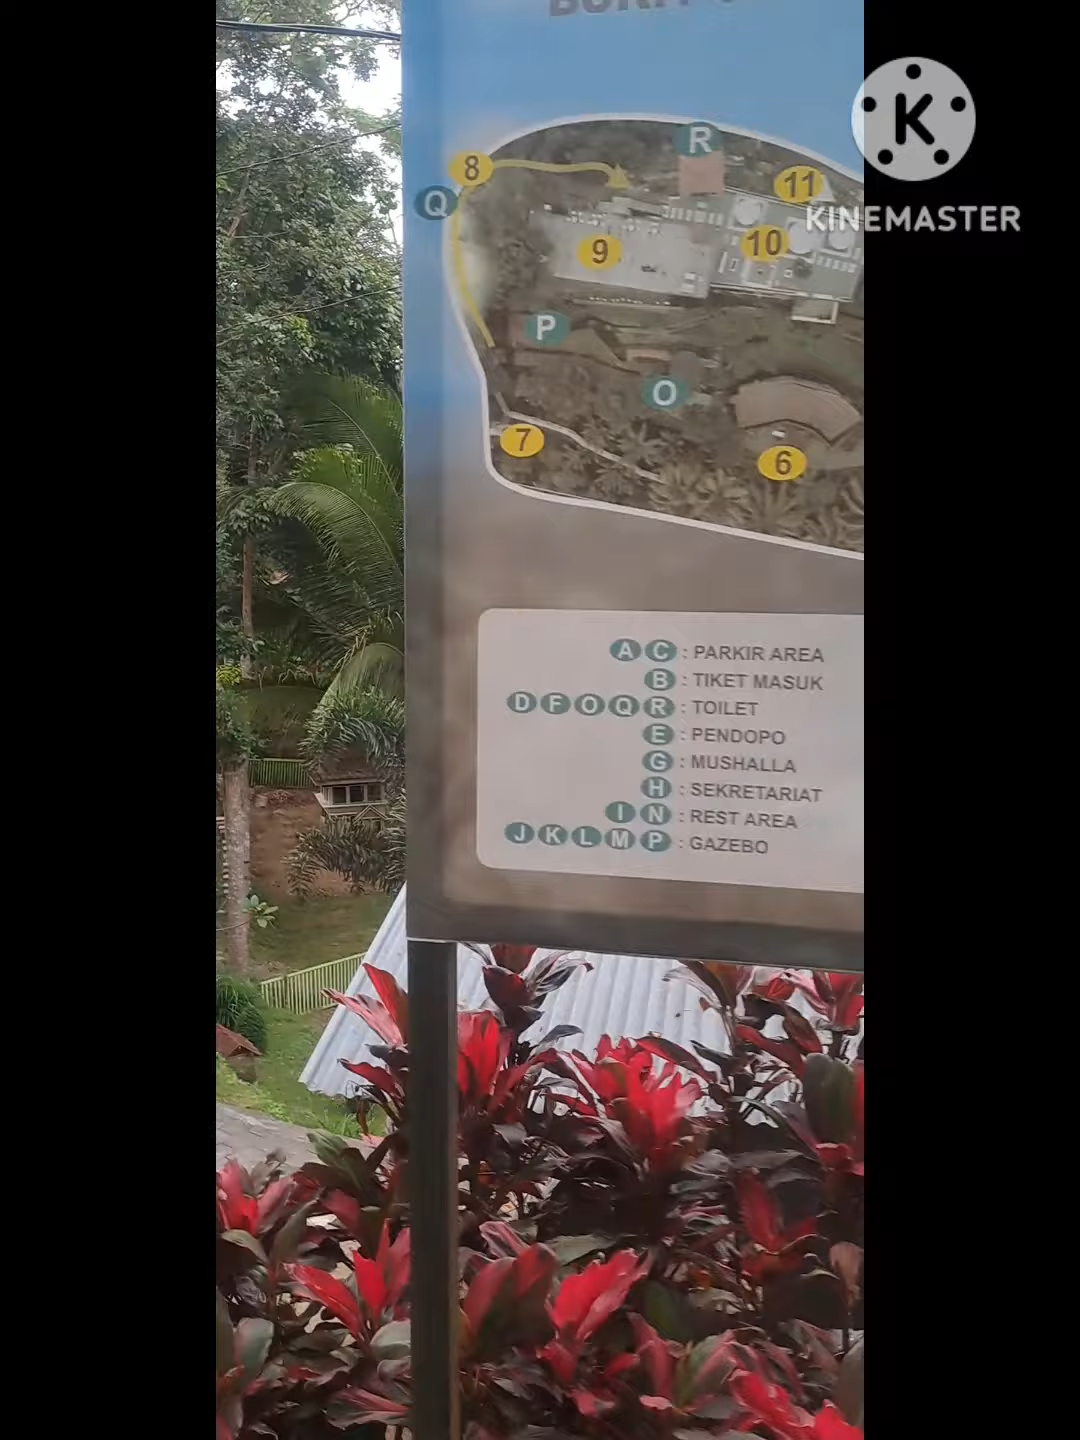 R
8
11
Q
K
KINEMASTER
10
9
P
O
7
6
A C : PARKIR AREA
B : TIKET MASUK
D F O Q R : TOILET
E : PENDOPO
G : MUSHALLA
H : SEKRETARIAT
I N : REST AREA
J K L M P : GAZEBO